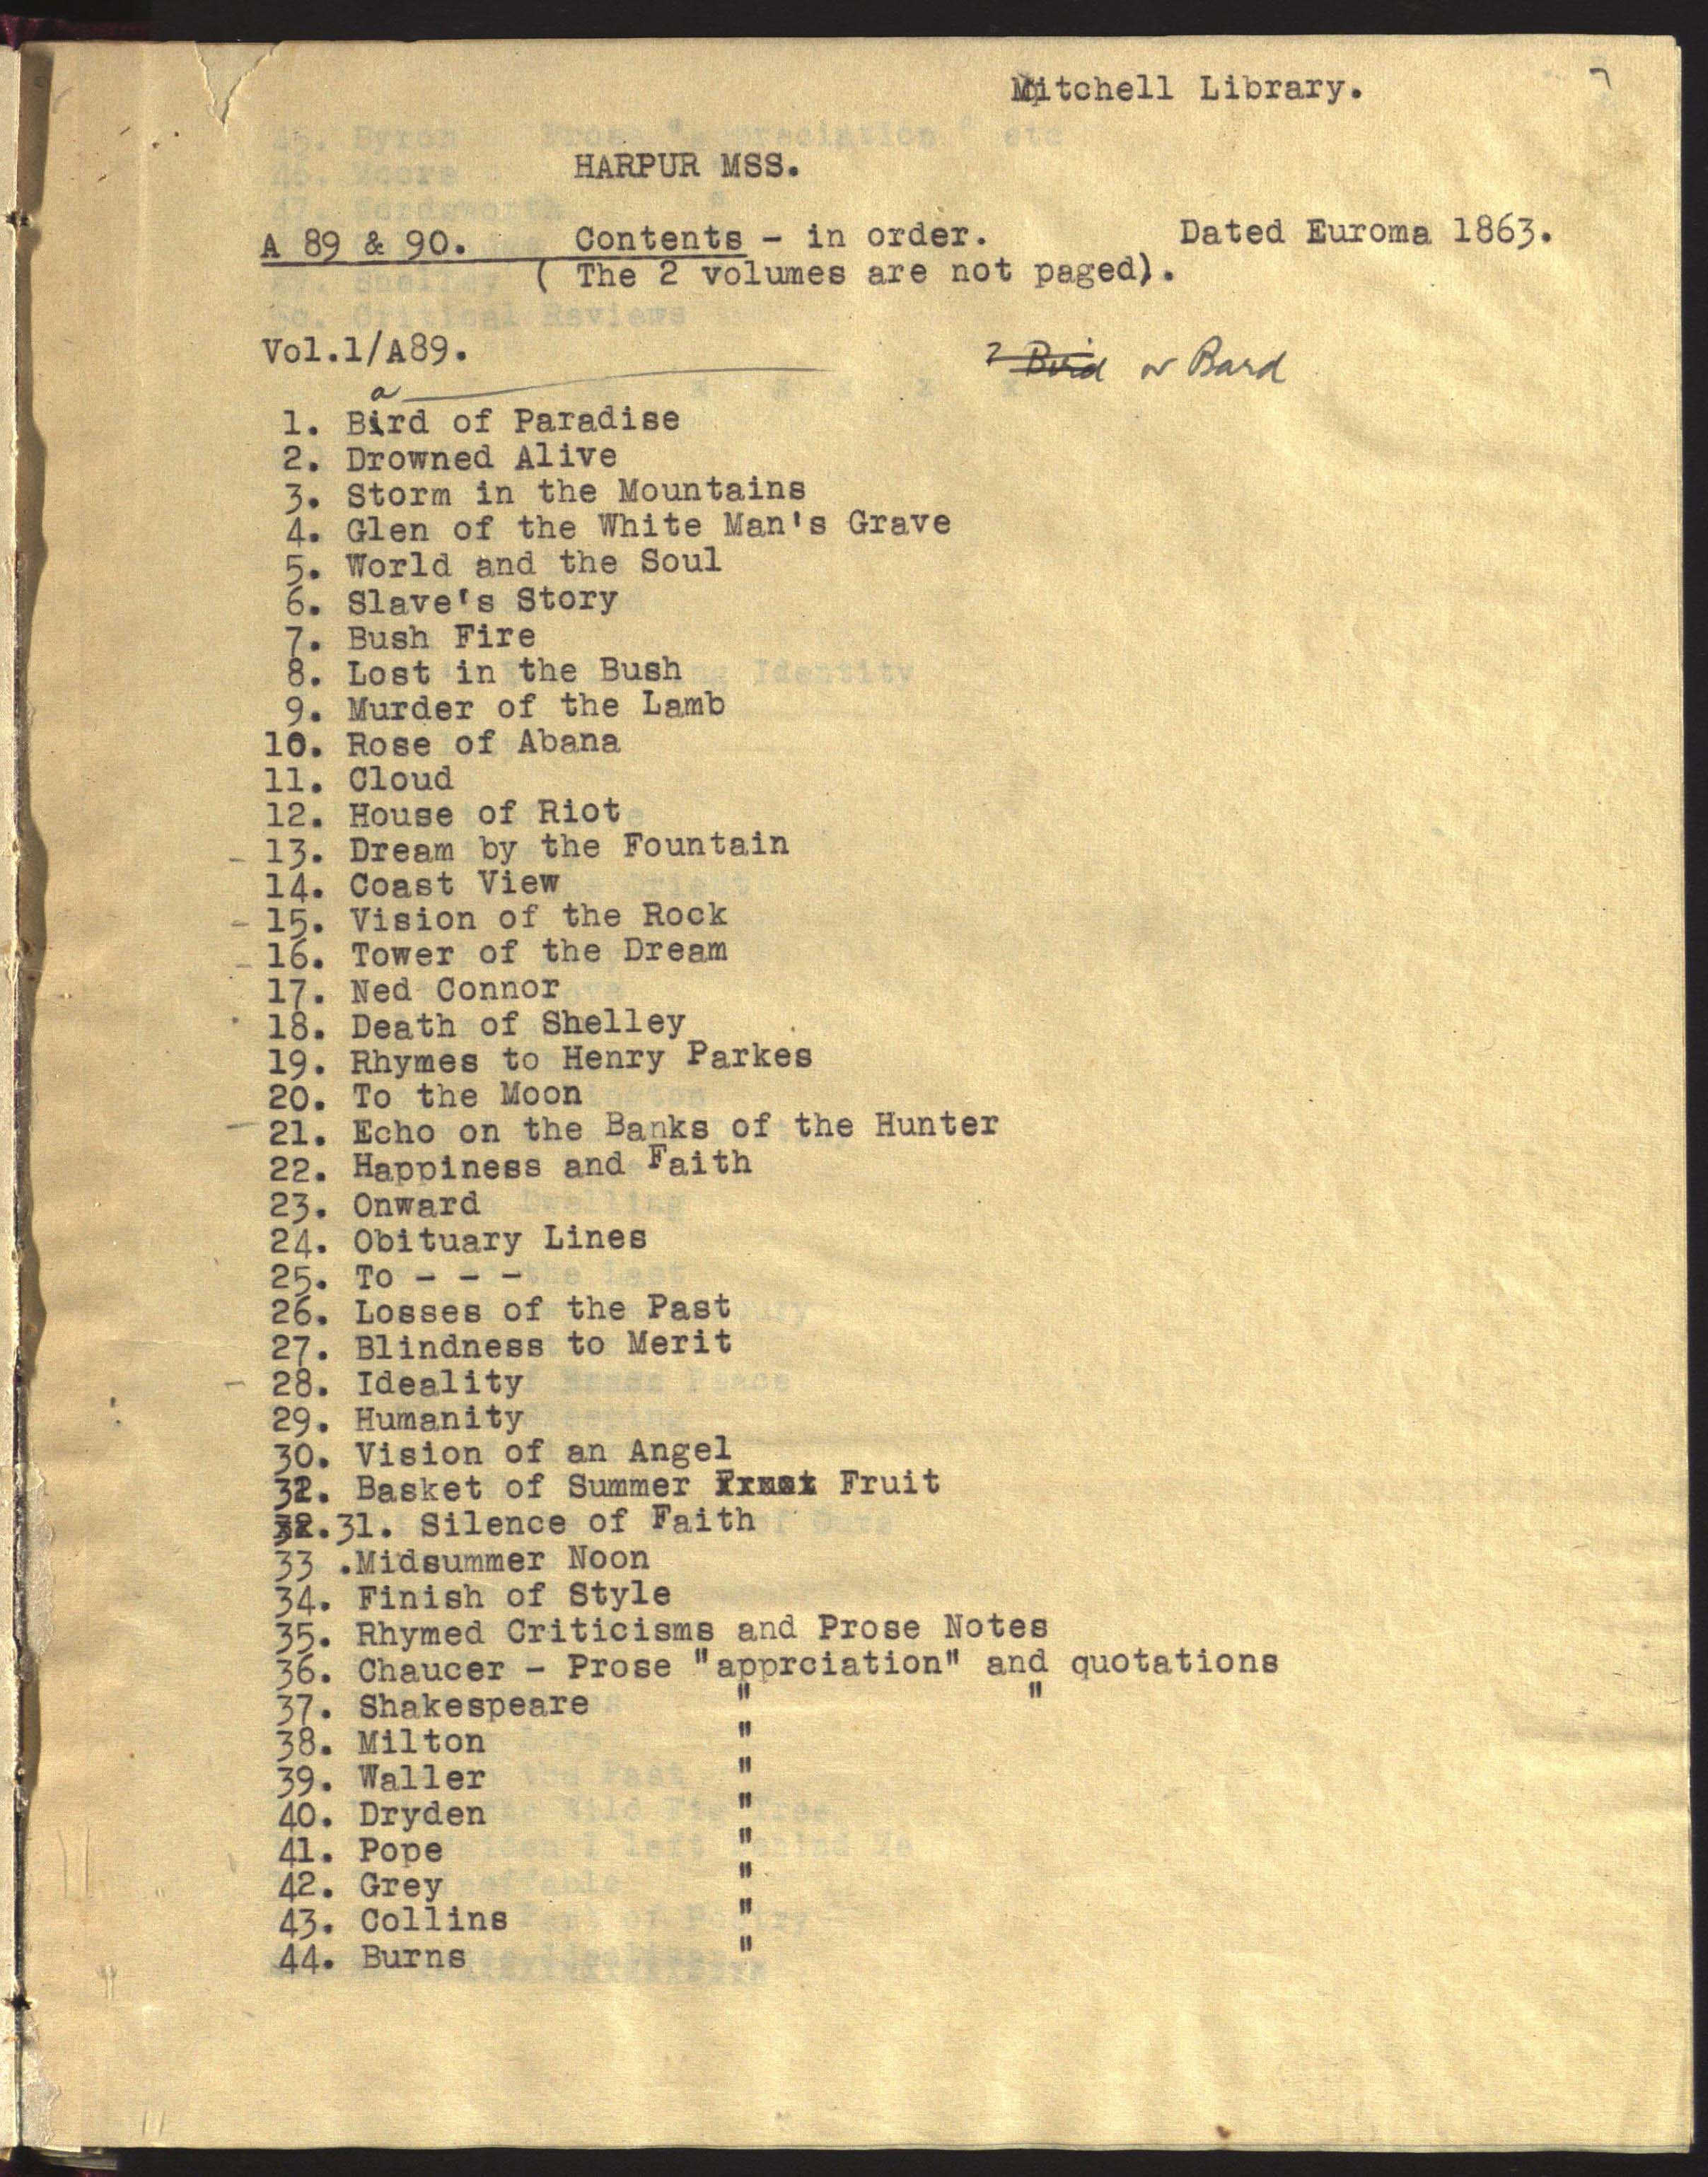 Mitchell Library.
HARPUR MSS.
A 89 & 90. Contents - in order. Dated Euroma 1863.
( The 2 volumes are not paged).
Vol.1/A89.
? Bird or Bard
a
1. Bird of Paradise
2. Drowned Alive
3. Storm in the Mountains
4. Glen of the White Man's Grave
5. World and the Soul
6. Slave's Story
7. Bush Fire
8. Lost in the Bush
9. Murder of the Lamb
10. Rose of Abana
11. Cloud
12. House of Riot
- 13. Dream by the Fountain
14. Coast View
- 15. Vision of the Rock
- 16. Tower of the Dream
17. Ned Connor
18. Death of Shelley
19. Rhymes to Henry Parkes
20. To the Moon
- 21. Echo on the Banks of the Hunter
22. Happiness and Faith
23. Onward
24. Obituary Lines
25. To - - -
26. Losses of the Past
27. Blindness to Merit
- 28. Ideality
29. Humanity
30. Vision of an Angel
32. Basket of Summer Fruit
31. Silence of Faith
33 .Midsummer Noon
34. Finish of Style
35. Rhymed Criticisms and Prose Notes
36. Chaucer - Prose "apprciation" and quotations
37. Shakespeare " "
38. Milton "
39. Waller "
40. Dryden "
41. Pope "
42. Grey "
43. Collins "
44. Burns "